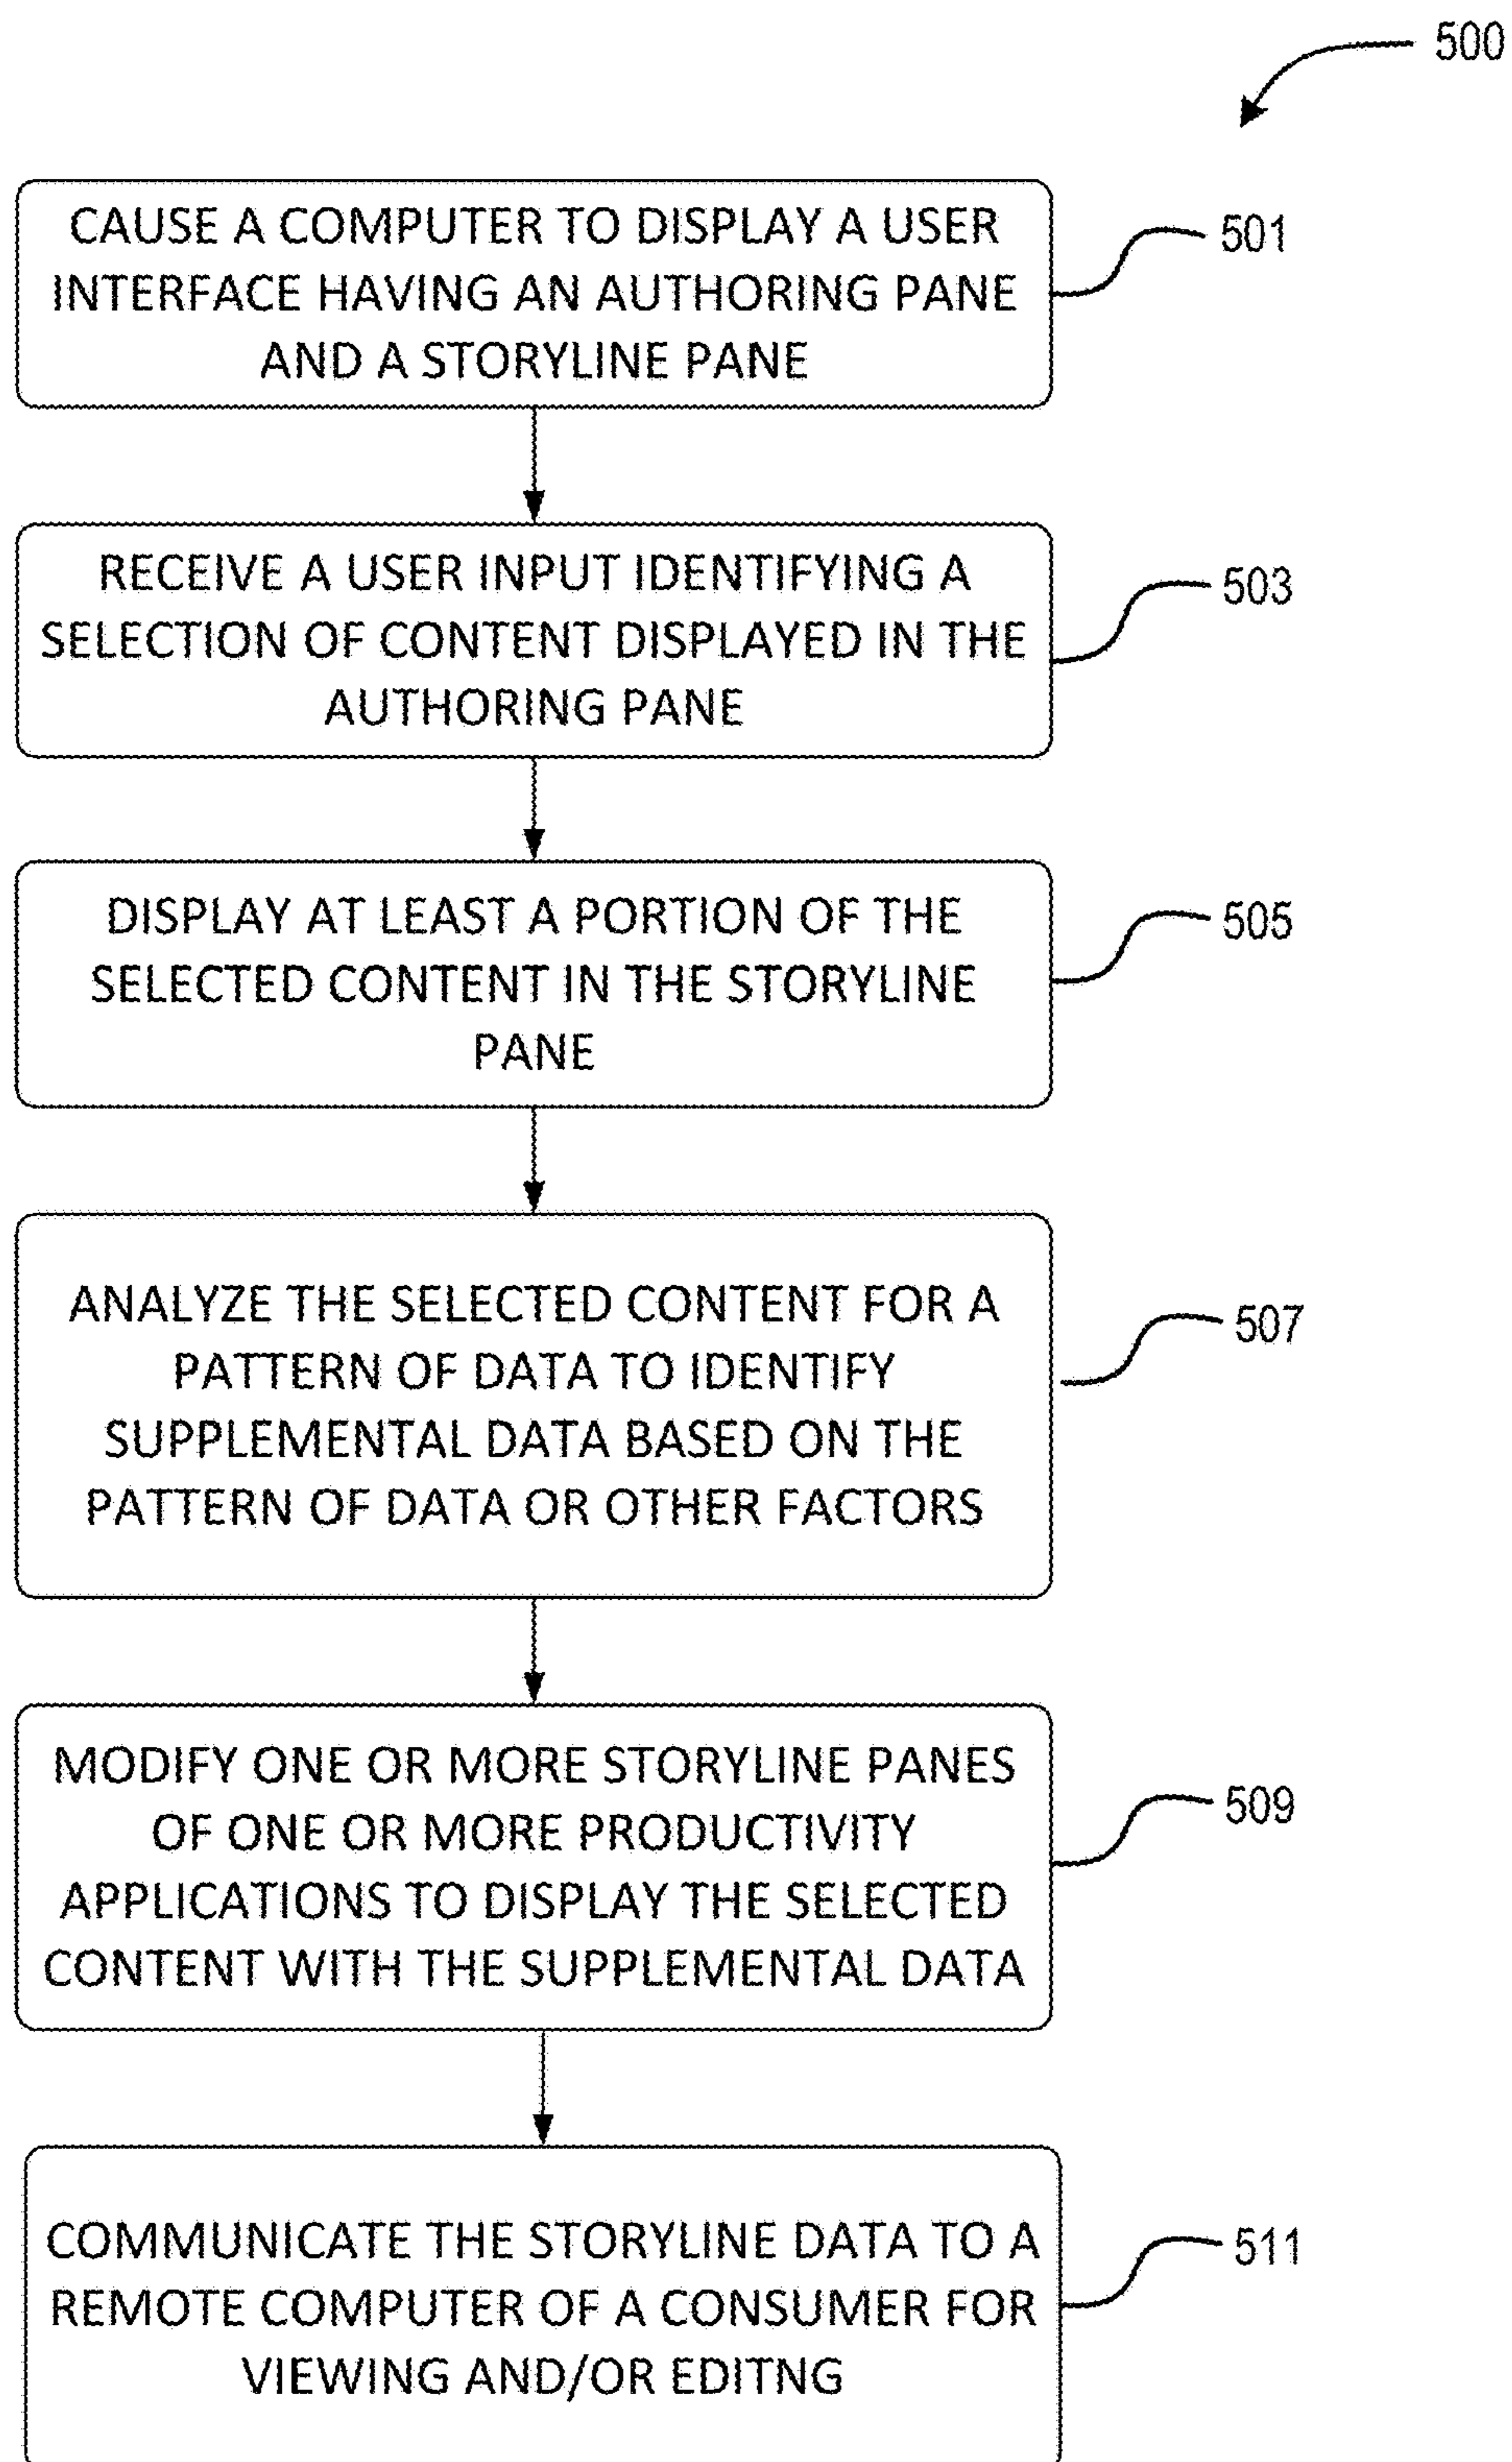 500
CAUSE A COMPUTER TO DISPLAY A USER
INTERFACE HAVING AN AUTHORING PANE
AND A STORYLINE PANE
501
RECEIVE A USER INPUT IDENTIFYING A
SELECTION OF CONTENT DISPLAYED IN THE
AUTHORING PANE
503
DISPLAY AT LEAST A PORTION OF THE
SELECTED CONTENT IN THE STORYLINE
PANE
505
ANALYZE THE SELECTED CONTENT FOR A
PATTERN OF DATA TO IDENTIFY
SUPPLEMENTAL DATA BASED ON THE
PATTERN OF DATA OR OTHER FACTORS
507
MODIFY ONE OR MORE STORYLINE PANES
OF ONE OR MORE PRODUCTIVITY
APPLICATIONS TO DISPLAY THE SELECTED
CONTENT WITH THE SUPPLEMENTAL DATA
509
COMMUNICATE THE STORYLINE DATA TO A
REMOTE COMPUTER OF A CONSUMER FOR
VIEWING AND/OR EDITNG
511